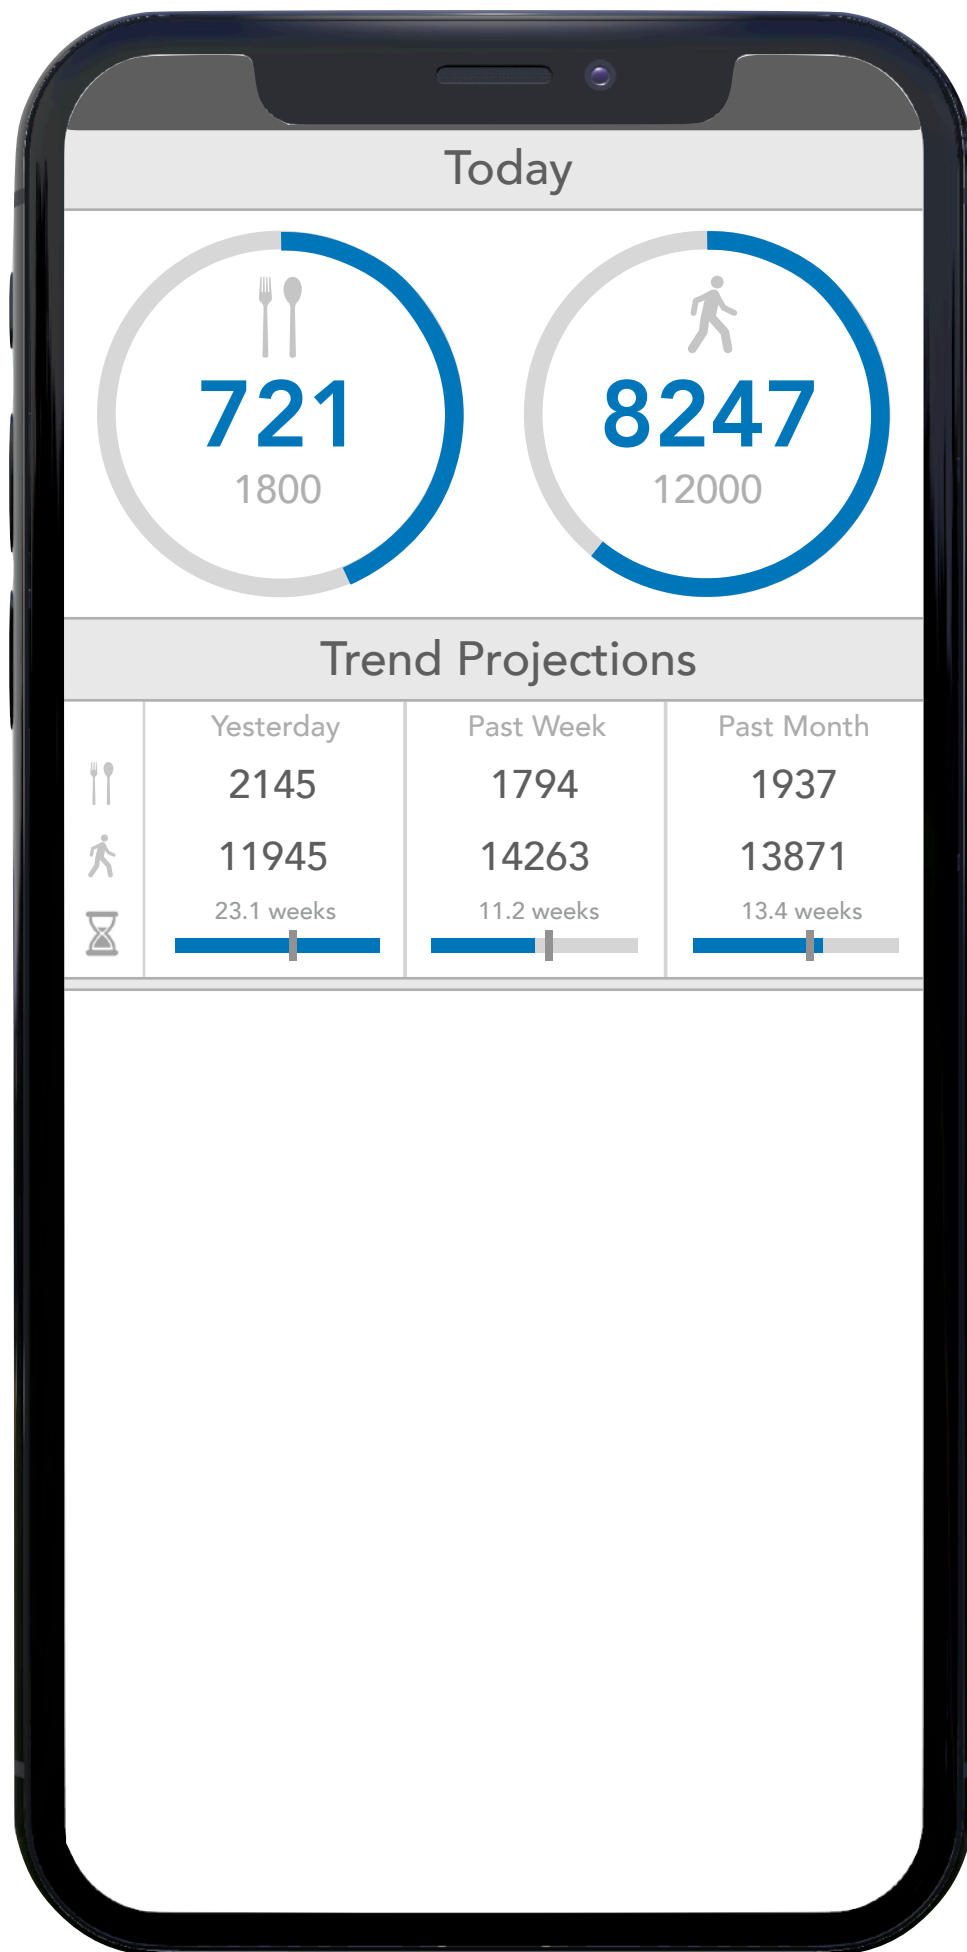 Today
721
1800
8247
12000
Trend Projections
Yesterday Past Week Past Month
2145 1794 1937
11945 14263 13871
23.1 weeks 11.2 weeks 13.4 weeks